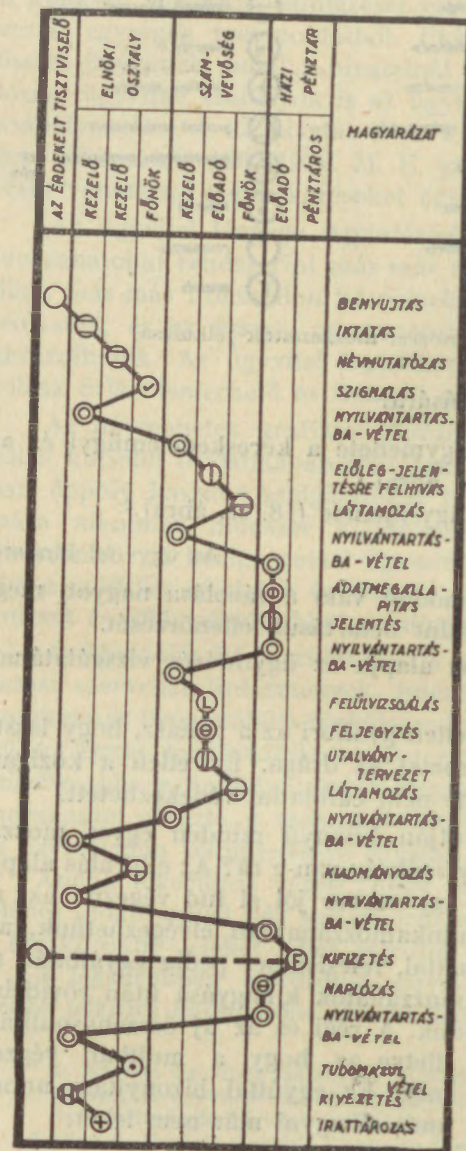 AZ ÉRDEKELT TISZTVISELŐ
ELNÖKI
OSZTÁLY
KEZELŐ
KEZELŐ
FŐNÖK
SZÁM-
VEVŐSÉG
KEZELŐ
ELŐADÓ
FŐNÖK
HÁZI
PÉNZTÁR
ELŐADÓ
PÉNZTÁROS
MAGYARÁZAT
BENYUJTÁS
IKTATÁS
NÉVMUTATÓZÁS
SZIGNÁLÁS
NYILVÁNTARTÁS-
BA-VÉTEL
ELŐLEG-JELEN-
TÉSRE FELHIVÁS
LÁTTAMOZÁS
NYILVÁNTARTÁS-
BA-VÉTEL
ADATMEGÁLLA-
PITÁS
JELENTÉS
NYILVÁNTARTÁS-
BA-VÉTEL
L
FELÜLVIZSGÁLÁS
FELJEGYZÉS
UTALVÁNY-
TERVEZET
LÁTTAMOZÁS
NYILVÁNTARTÁS-
BA-VÉTEL
KIADMÁNYOZÁS
NYILVÁNTARTÁS-
BA-VÉTEL
F
KIFIZETÉS
NAPLÓZÁS
NYILVÁNTARTÁS-
BA-VÉTEL
TUDOMÁSUL
VÉTEL
KIVEZETÉS
IRATTÁROZÁS